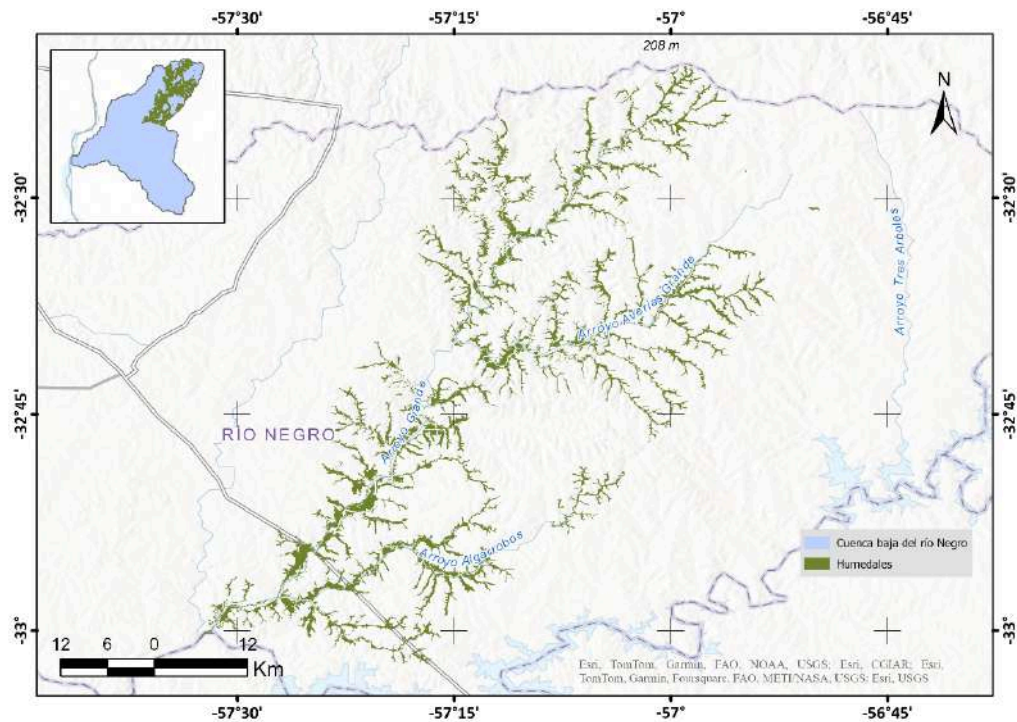 -57°30'
-57°15'
-57°
-56°45'
208 m
N
-32°30'
-32°30'
Arroyo Tres Arboles
Arroyo Averías Grande
Arroyo Grande
-32°45'
-32°45'
RÍO NEGRO
Arroyo Algarrobos
Cuenca baja del río Negro
Humedales
-33°
-33°
12 6 0 12
Km
Esri, TomTom, Garmin, FAO, NOAA, USGS; Esri, CGIAR; Esri,
TomTom, Garmin, Foursquare, FAO, METI/NASA, USGS; Esri, USGS
-57°30'
-57°15'
-57°
-56°45'